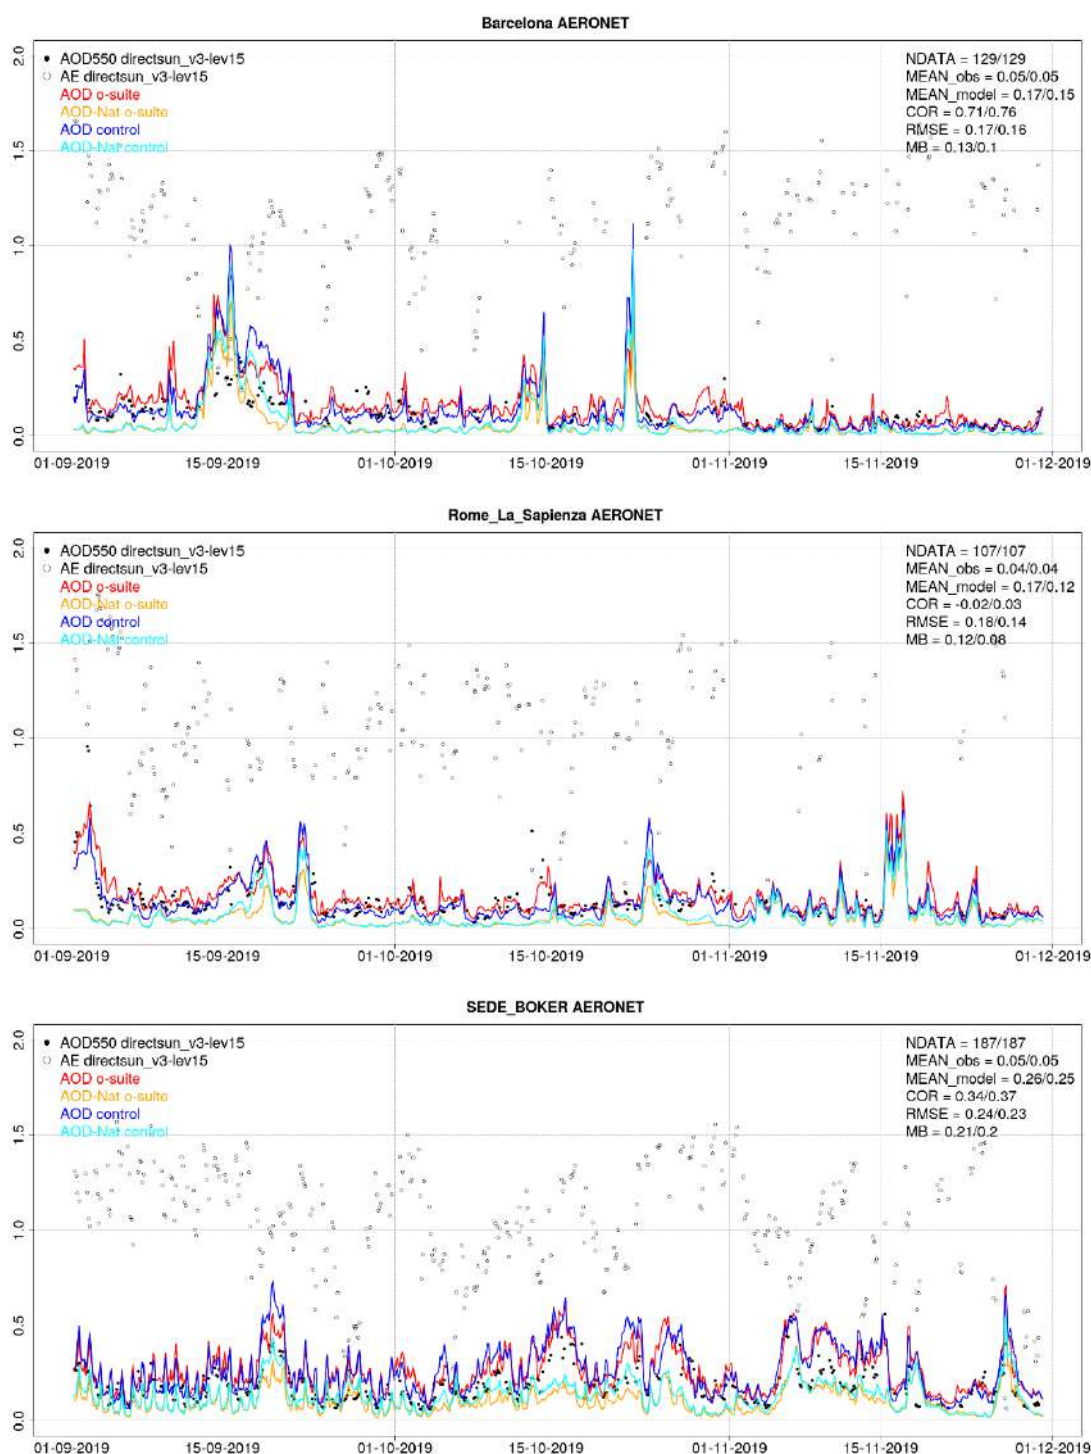 Barcelona AERONET
2.0
AOD550 directsun_v3-lev15
NDATA = 129/129
AE directsun_v3-lev15
MEAN_obs = 0.05/0.05
AOD o-suite
MEAN_model = 0.17/0.15
AOD-Nat o-suite
COR = 0.71/0.76
AOD control
RMSE = 0.17/0.16
AOD-Nat control
MB = 0.13/0.1
1.5
1.0
0.5
0.0
01-09-2019 15-09-2019 01-10-2019 15-10-2019 01-11-2019 15-11-2019 01-12-2019
Rome_La_Sapienza AERONET
2.0
AOD550 directsun_v3-lev15
NDATA = 107/107
AE directsun_v3-lev15
MEAN_obs = 0.04/0.04
AOD o-suite
MEAN_model = 0.17/0.12
AOD-Nat o-suite
COR = -0.02/0.03
AOD control
RMSE = 0.18/0.14
AOD-Nat control
MB = 0.12/0.08
1.5
1.0
0.5
0.0
01-09-2019 15-09-2019 01-10-2019 15-10-2019 01-11-2019 15-11-2019 01-12-2019
SEDE_BOKER AERONET
2.0
AOD550 directsun_v3-lev15
NDATA = 187/187
AE directsun_v3-lev15
MEAN_obs = 0.05/0.05
AOD o-suite
MEAN_model = 0.26/0.25
AOD-Nat o-suite
COR = 0.34/0.37
AOD control
RMSE = 0.24/0.23
AOD-Nat control
MB = 0.21/0.2
1.5
1.0
0.5
0.0
01-09-2019 15-09-2019 01-10-2019 15-10-2019 01-11-2019 15-11-2019 01-12-2019